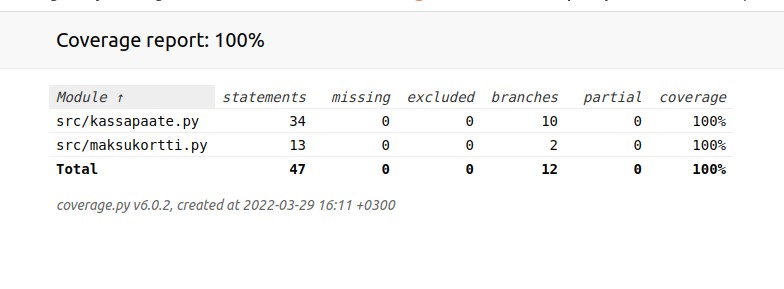 Coverage report: 100%
Module ↑ statements missing excluded branches partial coverage
src/kassapaate.py 34 0 0 10 0 100%
src/maksukortti.py 13 0 0 2 0 100%
Total 47 0 0 12 0 100%
coverage.py v6.0.2, created at 2022-03-29 16:11 +0300